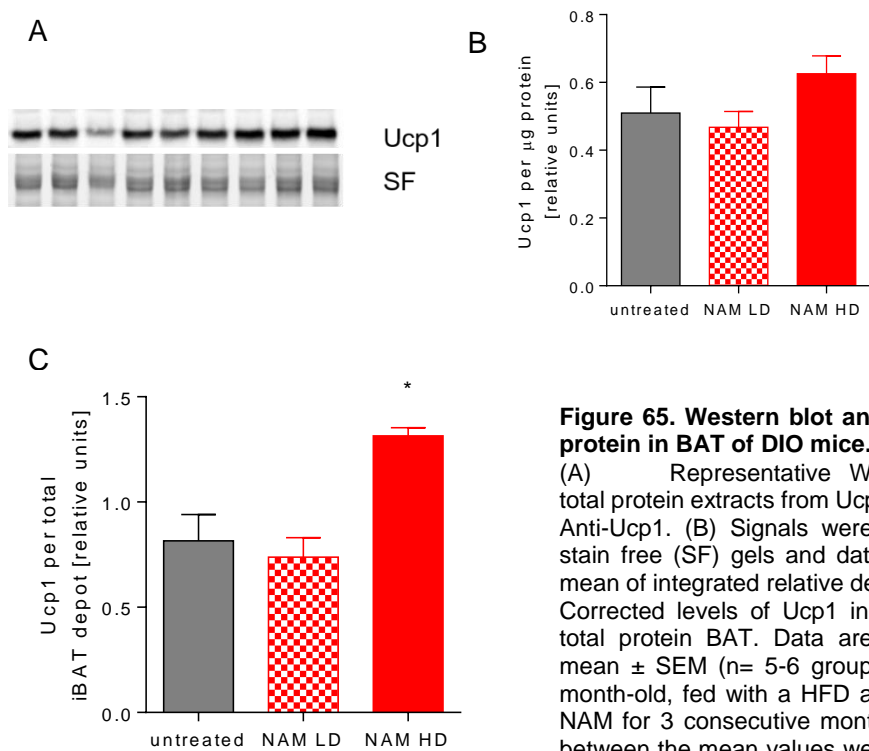 A
Ucp1
SF
B
Ucp1 per µg protein
[relative units]
0.8
0.6
0.4
0.2
0.0
untreated NAM LD NAM HD
C
Ucp1 per total
iBAT depot [relative units]
1.5
1.0
0.5
0.0
*
untreated NAM LD NAM HD
Figure 65. Western blot an
protein in BAT of DIO mice.
(A) Representative W
total protein extracts from Ucp
Anti-Ucp1. (B) Signals were
stain free (SF) gels and dat
mean of integrated relative de
Corrected levels of Ucp1 in
total protein BAT. Data are
mean ± SEM (n= 5-6 group
month-old, fed with a HFD a
NAM for 3 consecutive mont
between the mean values we